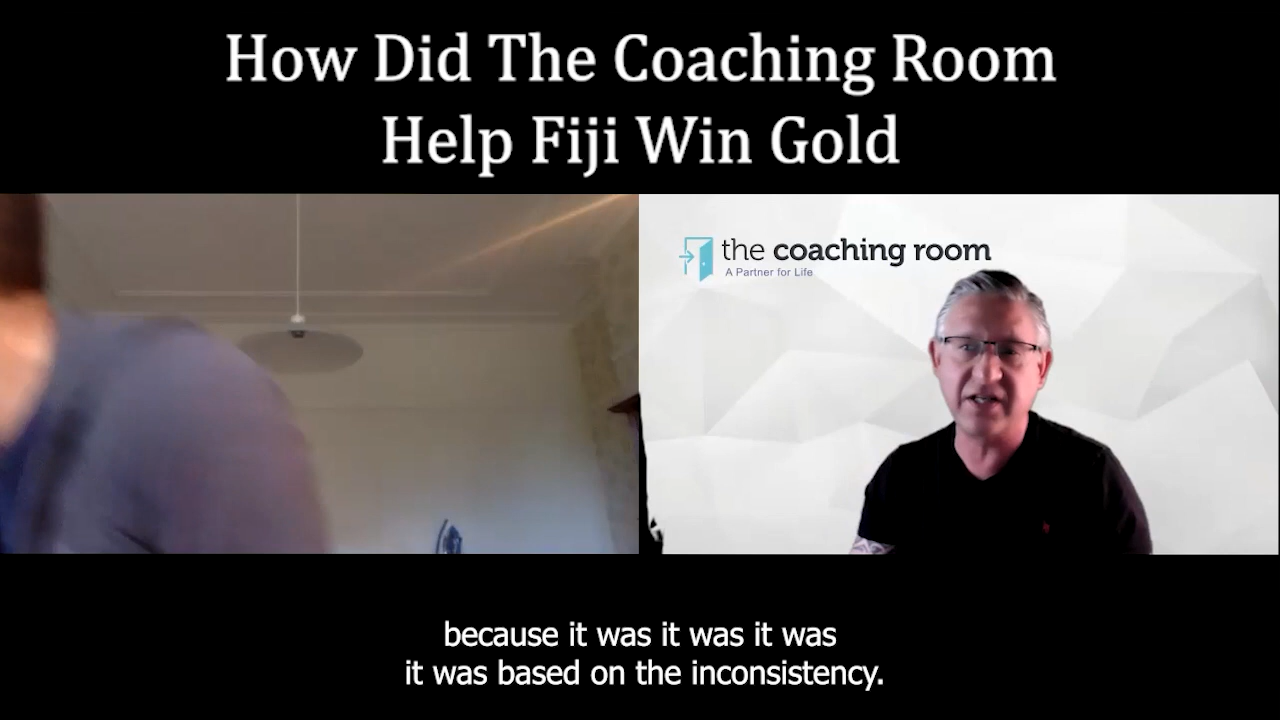 How Did The Coaching Room
Help Fiji Win Gold
the coaching room
A Partner for Life
because it was it was it was
it was based on the inconsistency.